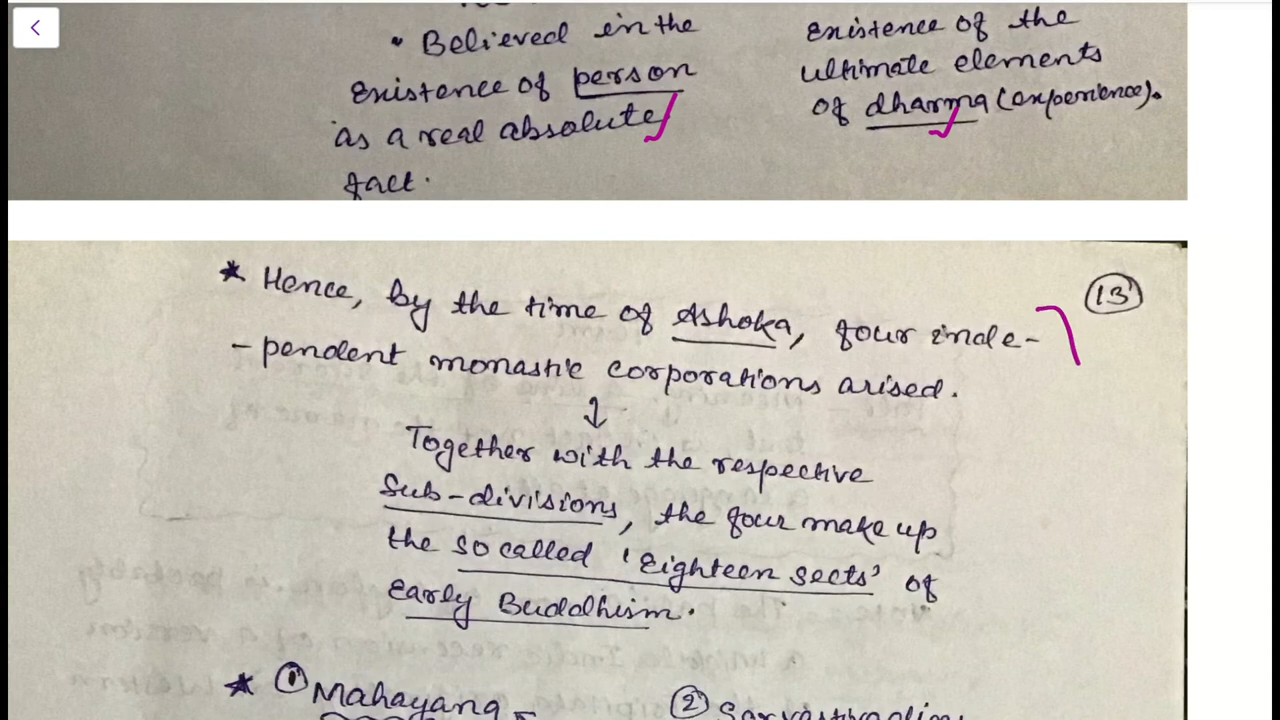 • Believed in the
existence of person
as a real absolute
fact.
existence of the
ultimate elements
of dharma (experience).
13
* Hence, by the time of Ashoka, four inde-
-pendent monastic corporations arised.
↓
Together with the respective
Sub-divisions, the four make up
the so called 'Eighteen sects' of
Early Buddhism.
* ① Mahayana
② Sarvastivadins